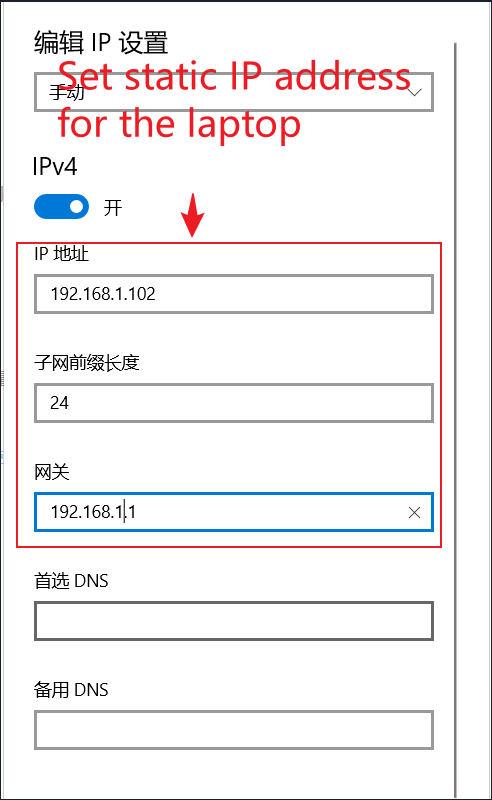 编辑 IP 设置
Set static IP address
手动
for the laptop
IPv4
开
IP 地址
192.168.1.102
子网前缀长度
24
网关
192.168.1.1
首选 DNS
备用 DNS